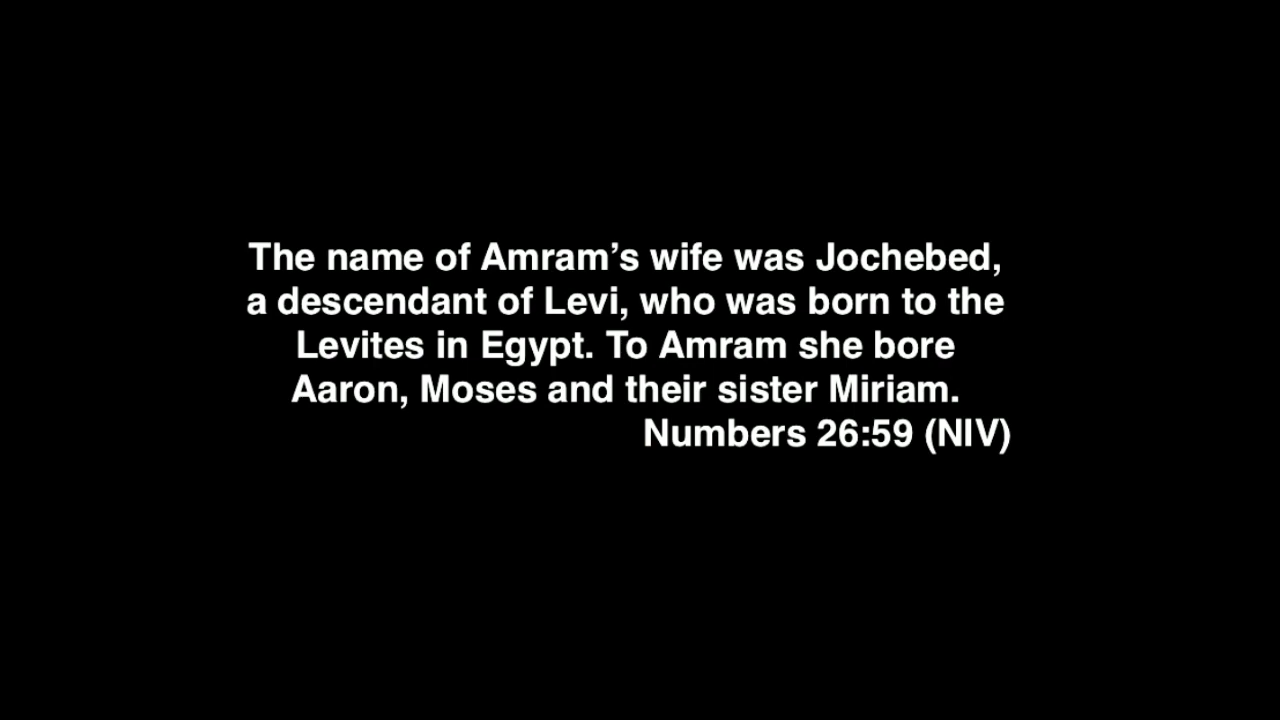 The name of Amram’s wife was Jochebed,
a descendant of Levi, who was born to the
Levites in Egypt. To Amram she bore
Aaron, Moses and their sister Miriam.
Numbers 26:59 (NIV)